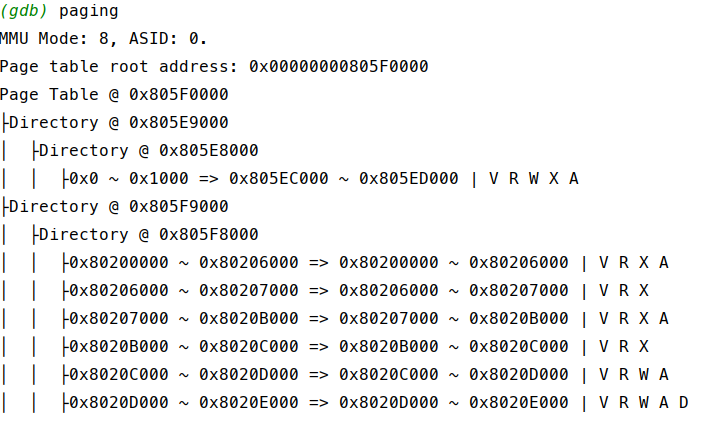 (gdb) paging
MMU Mode: 8, ASID: 0.
Page table root address: 0x00000000805F0000
Page Table @ 0x805F0000
├Directory @ 0x805E9000
│  ├Directory @ 0x805E8000
│  │  ├0x0 ~ 0x1000 => 0x805EC000 ~ 0x805ED000 | V R W X A
├Directory @ 0x805F9000
│  ├Directory @ 0x805F8000
│  │  ├0x80200000 ~ 0x80206000 => 0x80200000 ~ 0x80206000 | V R X A
│  │  ├0x80206000 ~ 0x80207000 => 0x80206000 ~ 0x80207000 | V R X
│  │  ├0x80207000 ~ 0x8020B000 => 0x80207000 ~ 0x8020B000 | V R X A
│  │  ├0x8020B000 ~ 0x8020C000 => 0x8020B000 ~ 0x8020C000 | V R X
│  │  ├0x8020C000 ~ 0x8020D000 => 0x8020C000 ~ 0x8020D000 | V R W A
│  │  ├0x8020D000 ~ 0x8020E000 => 0x8020D000 ~ 0x8020E000 | V R W A D